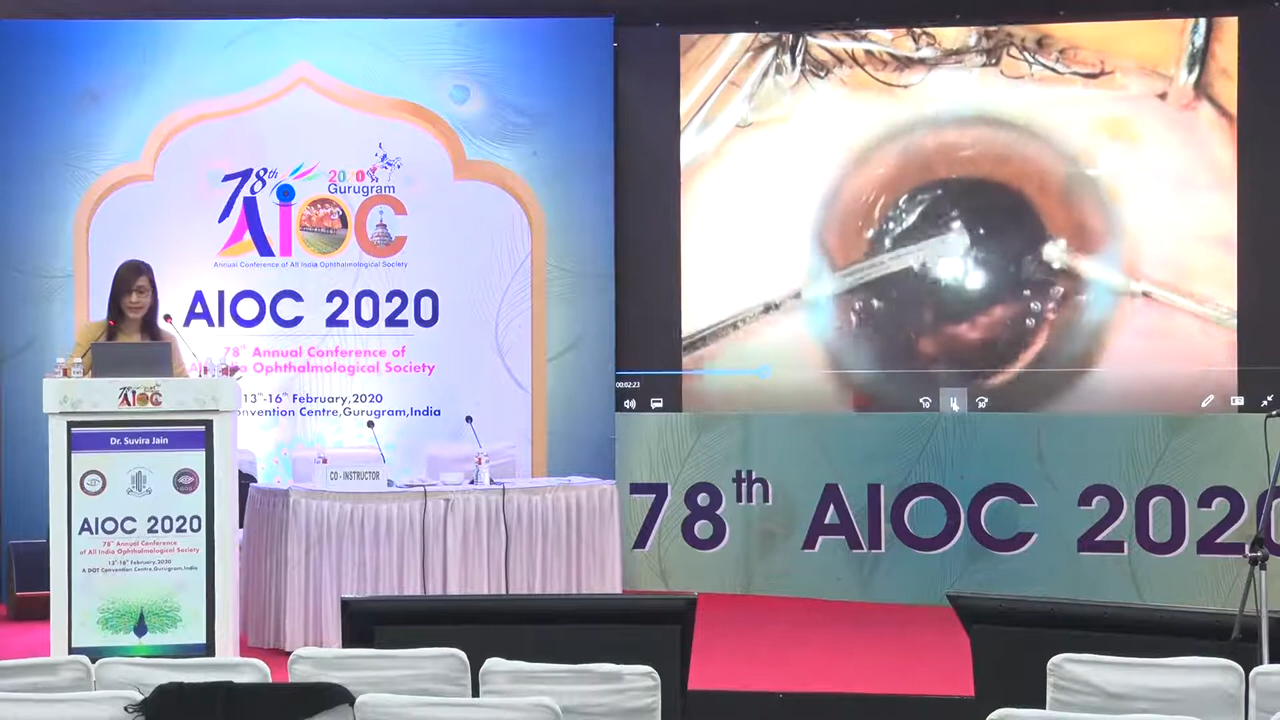 78th
2020
Gurugram
AIOC
Annual Conference of All India Ophthalmological Society
AIOC 2020
78th Annual Conference of
India Ophthalmological Society
13th-16th February, 2020
Convention Centre, Gurugram, India
AIOC
Dr. Suvira Jain
AIOC 2020
78th Annual Conference
of All India Ophthalmological Society
13th-16th February, 2020
A DOT Convention Centre, Gurugram, India
CO - INSTRUCTOR
00:02:23
10
30
78th AIOC 2020